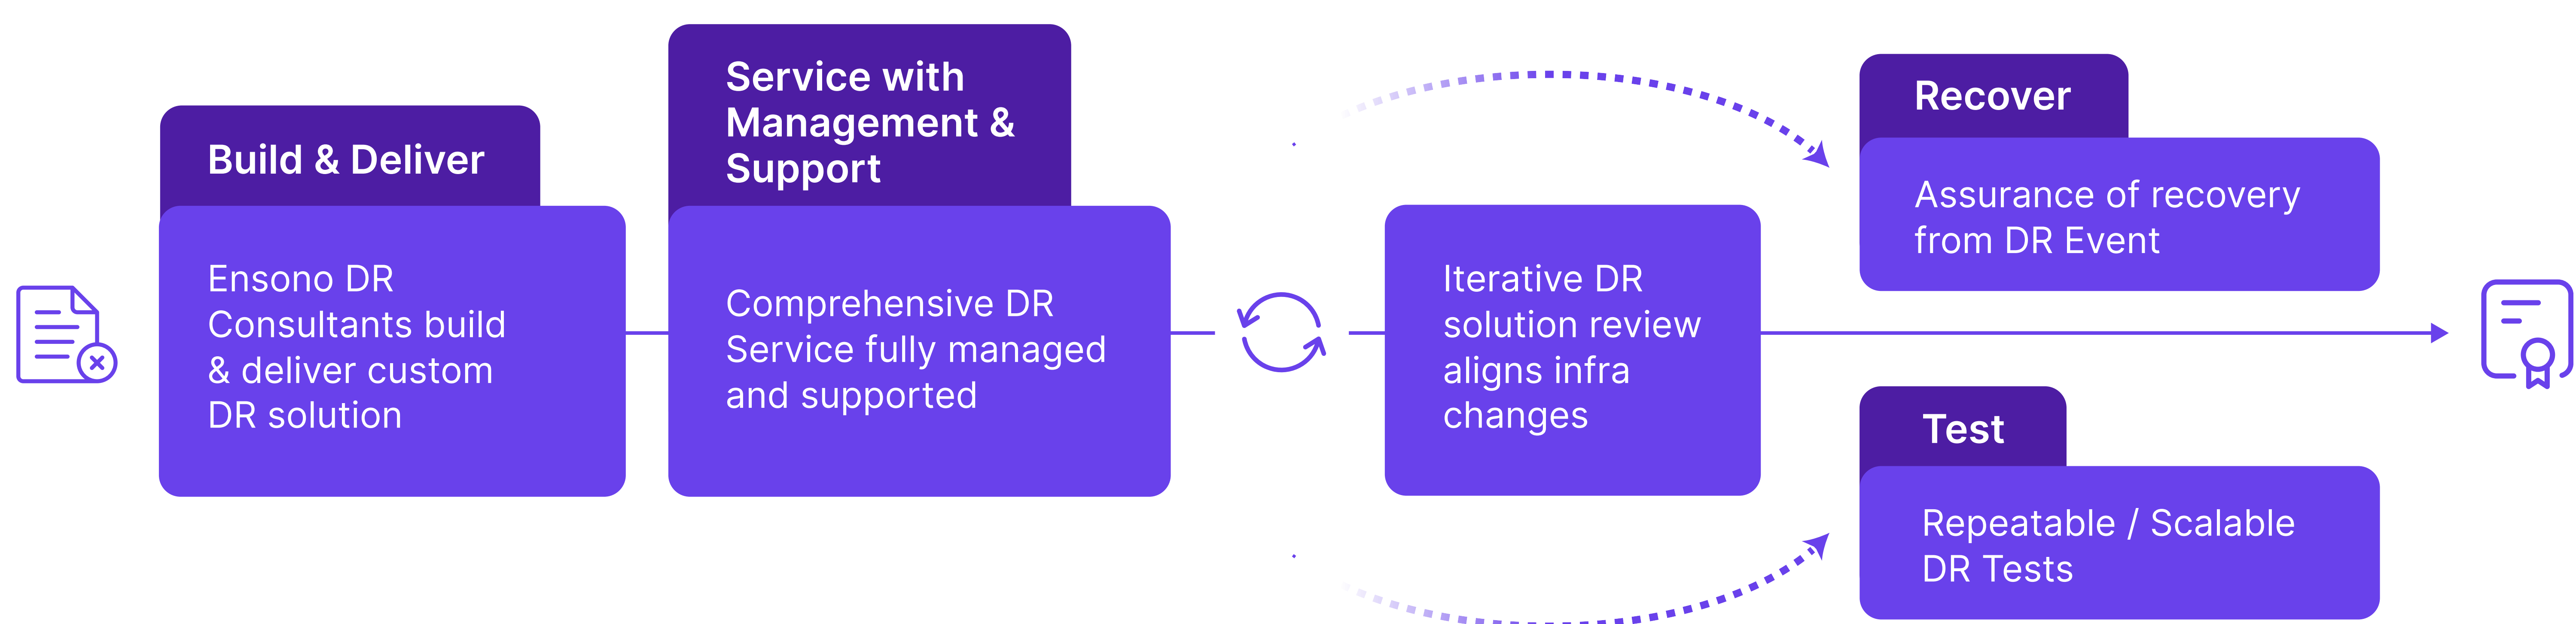 Build & Deliver
Ensono DR
Consultants build
& deliver custom
DR solution
Service with
Management &
Support
Comprehensive DR
Service fully managed
and supported
Iterative DR
solution review
aligns infra
changes
Recover
Assurance of recovery
from DR Event
Test
Repeatable / Scalable
DR Tests